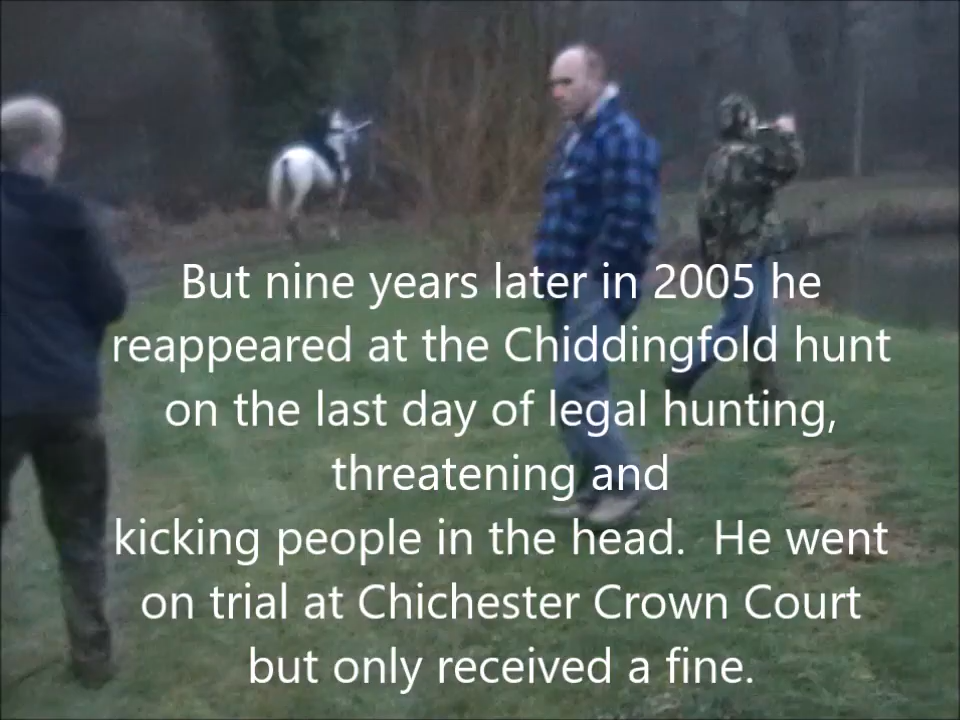 But nine years later in 2005 he
reappeared at the Chiddingfold hunt
on the last day of legal hunting,
threatening and
kicking people in the head.  He went
on trial at Chichester Crown Court
but only received a fine.